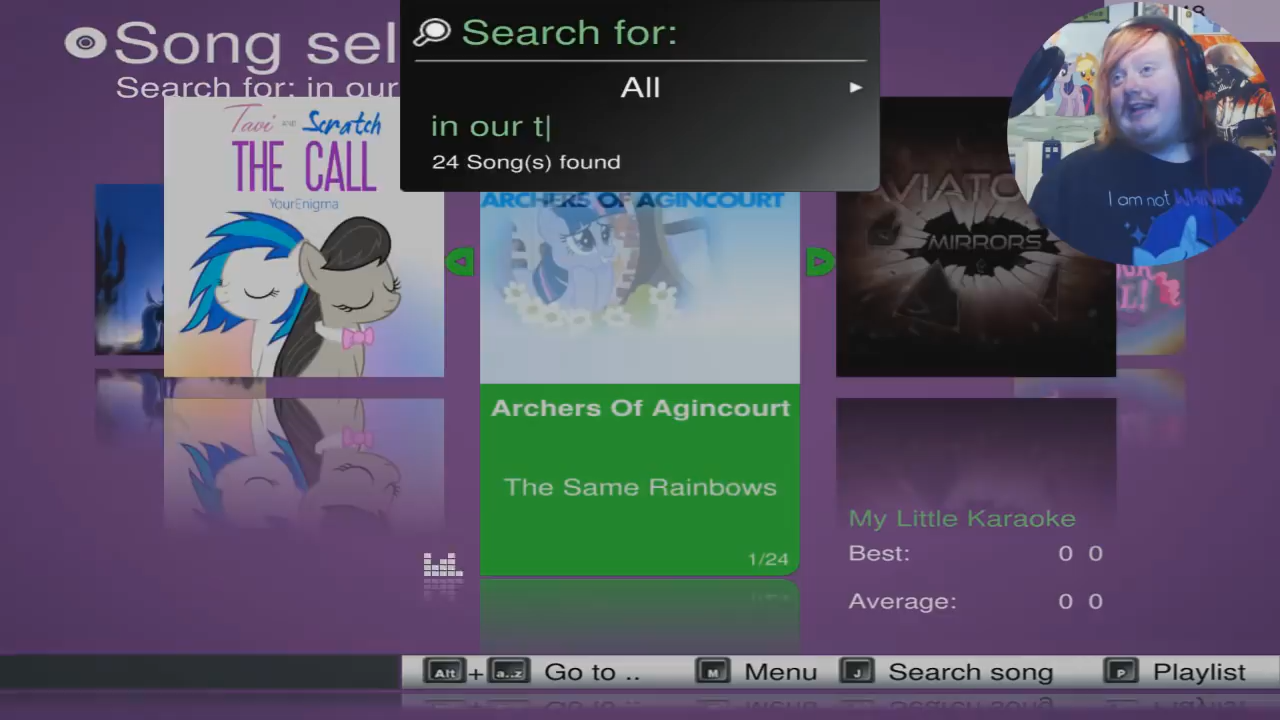 Song sel
Search for: in our
Search for:
All
in our t
24 Song(s) found
Tavi AND Scratch
THE CALL
YourEnigma
ARCHERS OF AGINCOURT
MIRRORS
I am not WHINING
Archers Of Agincourt
The Same Rainbows
1/24
My Little Karaoke
Best: 0 0
Average: 0 0
Alt + a..z Go to ..
M Menu
J Search song
P Playlist